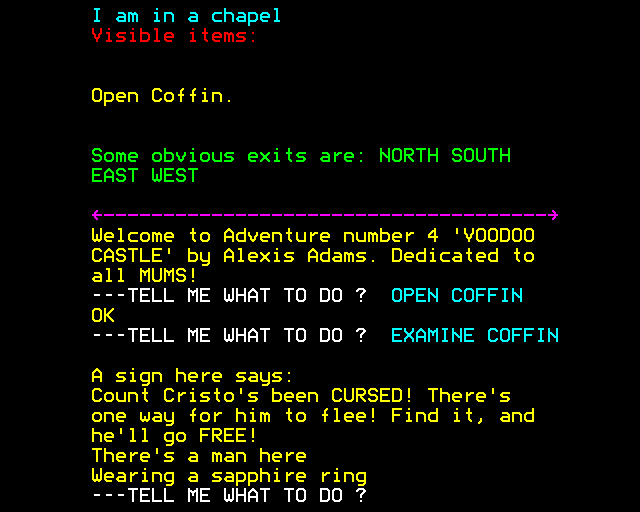 I am in a chapel
Visible items:
Open Coffin.
Some obvious exits are: NORTH SOUTH
EAST WEST
Welcome to Adventure number 4 'VOODOO
CASTLE' by Alexis Adams. Dedicated to
all MUMS!
---TELL ME WHAT TO DO ?  OPEN COFFIN
OK
---TELL ME WHAT TO DO ?  EXAMINE COFFIN
A sign here says:
Count Cristo's been CURSED! There's
one way for him to flee! Find it, and
he'll go FREE!
There's a man here
Wearing a sapphire ring
---TELL ME WHAT TO DO ?